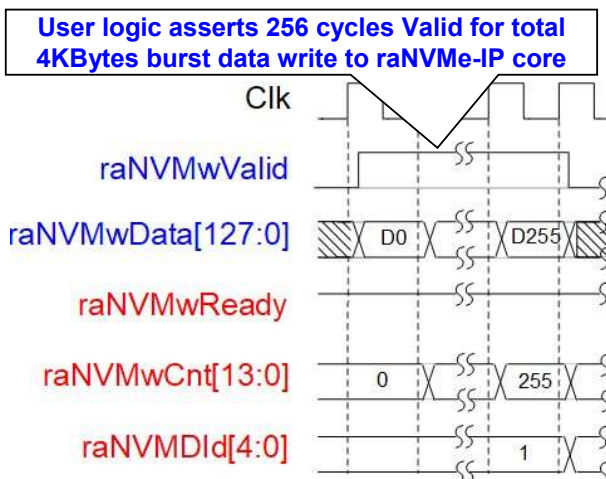 User logic asserts 256 cycles Valid for total
4KBytes burst data write to raNVMe-IP core
Clk
raNVMwValid
raNVMwData[127:0] D0 D255
raNVMwReady
raNVMwCnt[13:0] 0 255
raNVMDId[4:0] 1